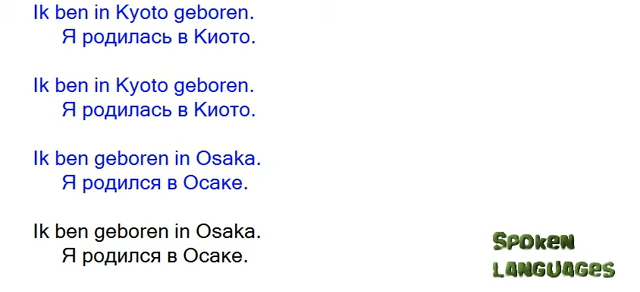 Ik ben in Kyoto geboren.
Я родилась в Киото.
Ik ben in Kyoto geboren.
Я родилась в Киото.
Ik ben geboren in Osaka.
Я родился в Осаке.
Ik ben geboren in Osaka.
Я родился в Осаке.
Spoken
Languages